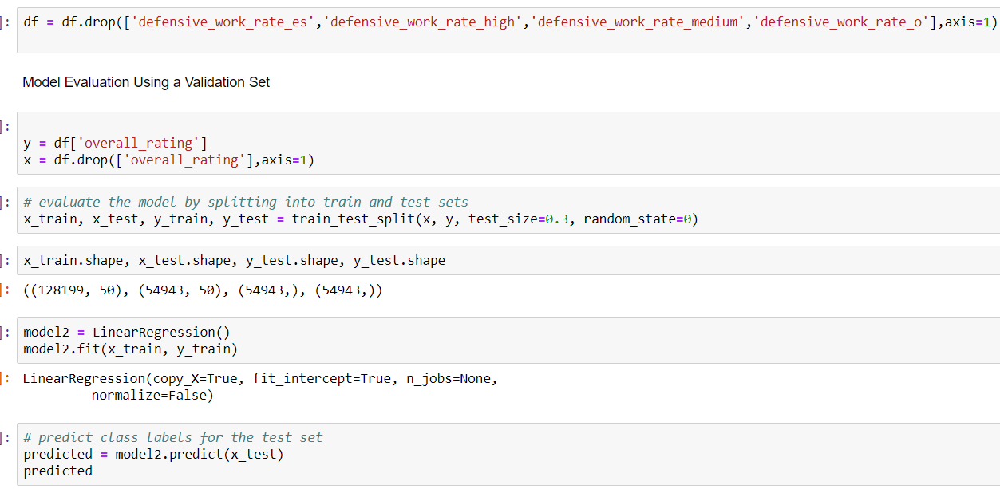 ]: df = df.drop(['defensive_work_rate_es','defensive_work_rate_high','defensive_work_rate_medium','defensive_work_rate_o'],axis=1)
Model Evaluation Using a Validation Set
]:
y = df['overall_rating']
x = df.drop(['overall_rating'],axis=1)
]: # evaluate the model by splitting into train and test sets
x_train, x_test, y_train, y_test = train_test_split(x, y, test_size=0.3, random_state=0)
]: x_train.shape, x_test.shape, y_test.shape, y_test.shape
]: ((128199, 50), (54943, 50), (54943,), (54943,))
]: model2 = LinearRegression()
model2.fit(x_train, y_train)
]: LinearRegression(copy_X=True, fit_intercept=True, n_jobs=None,
normalize=False)
]: # predict class labels for the test set
predicted = model2.predict(x_test)
predicted